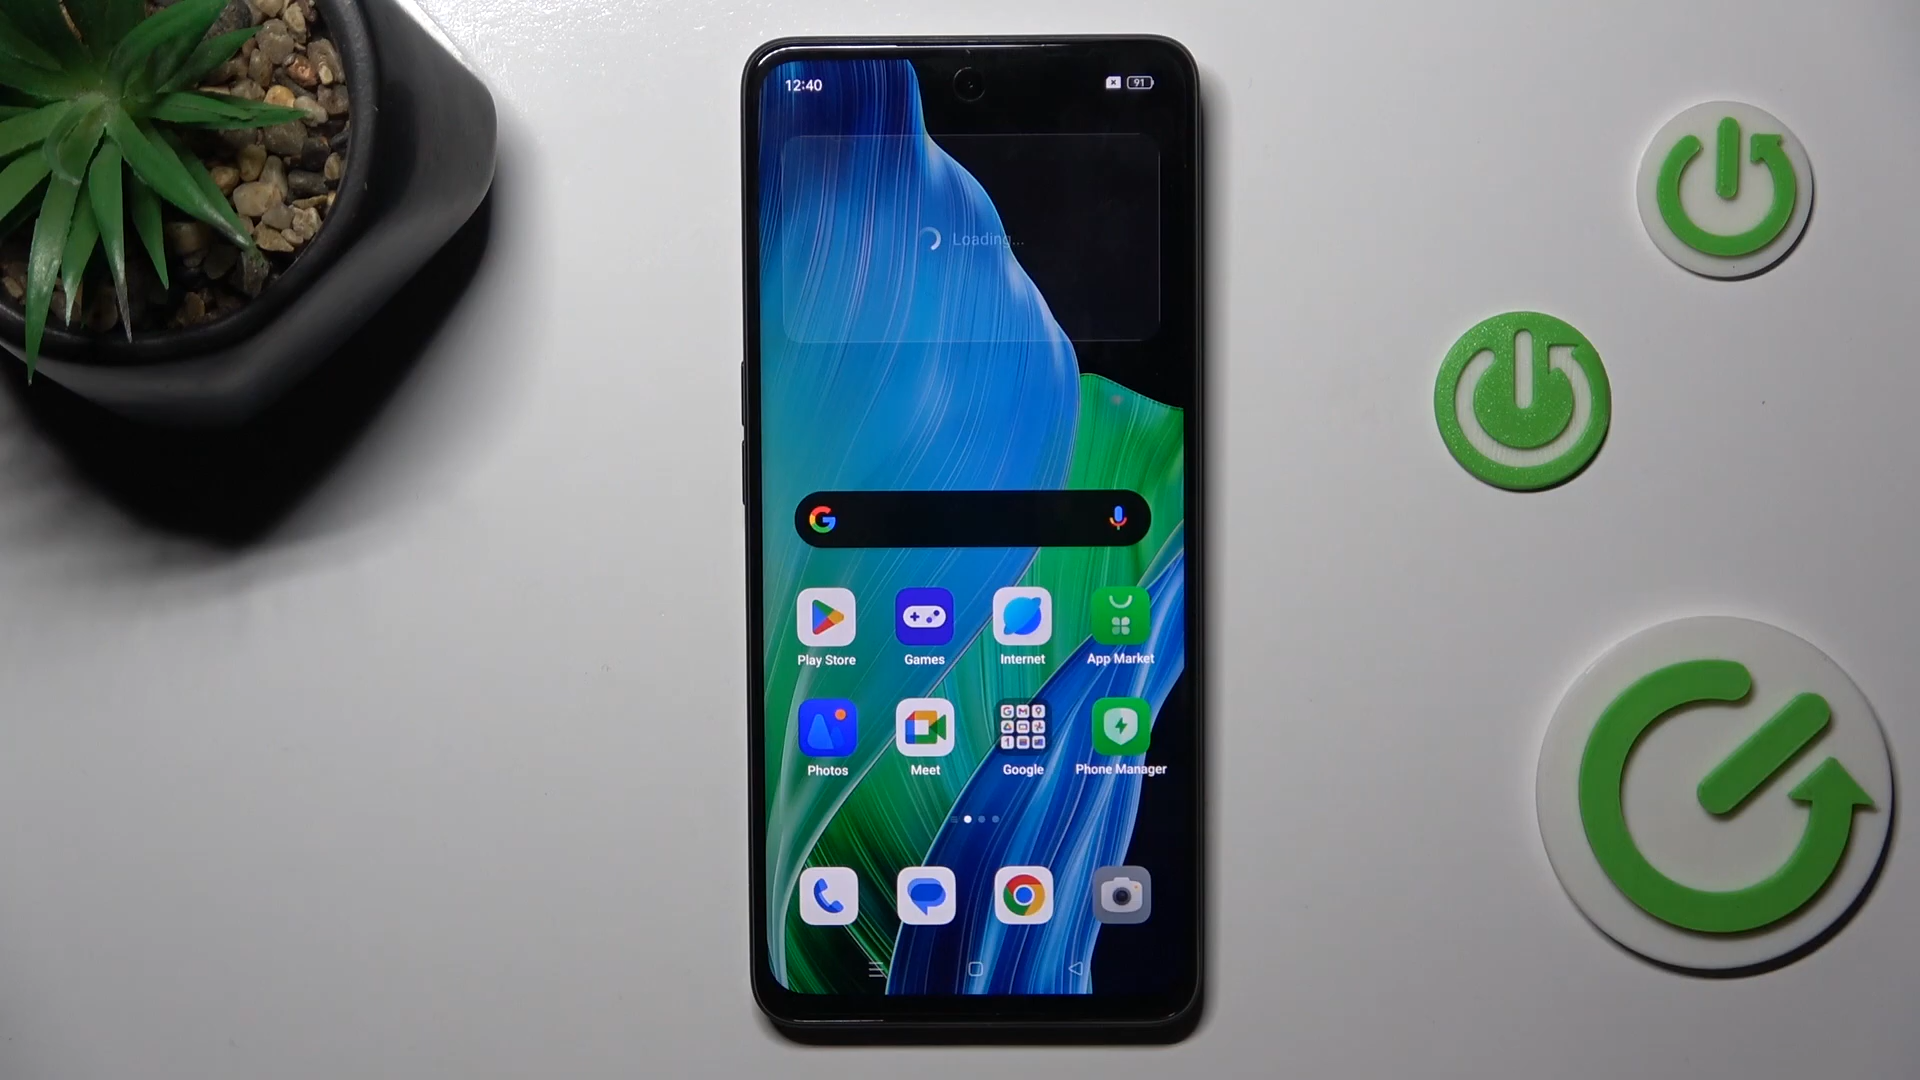 12:40
91
Loading...
Play Store Games Internet App Market
Photos Meet Google Phone Manager